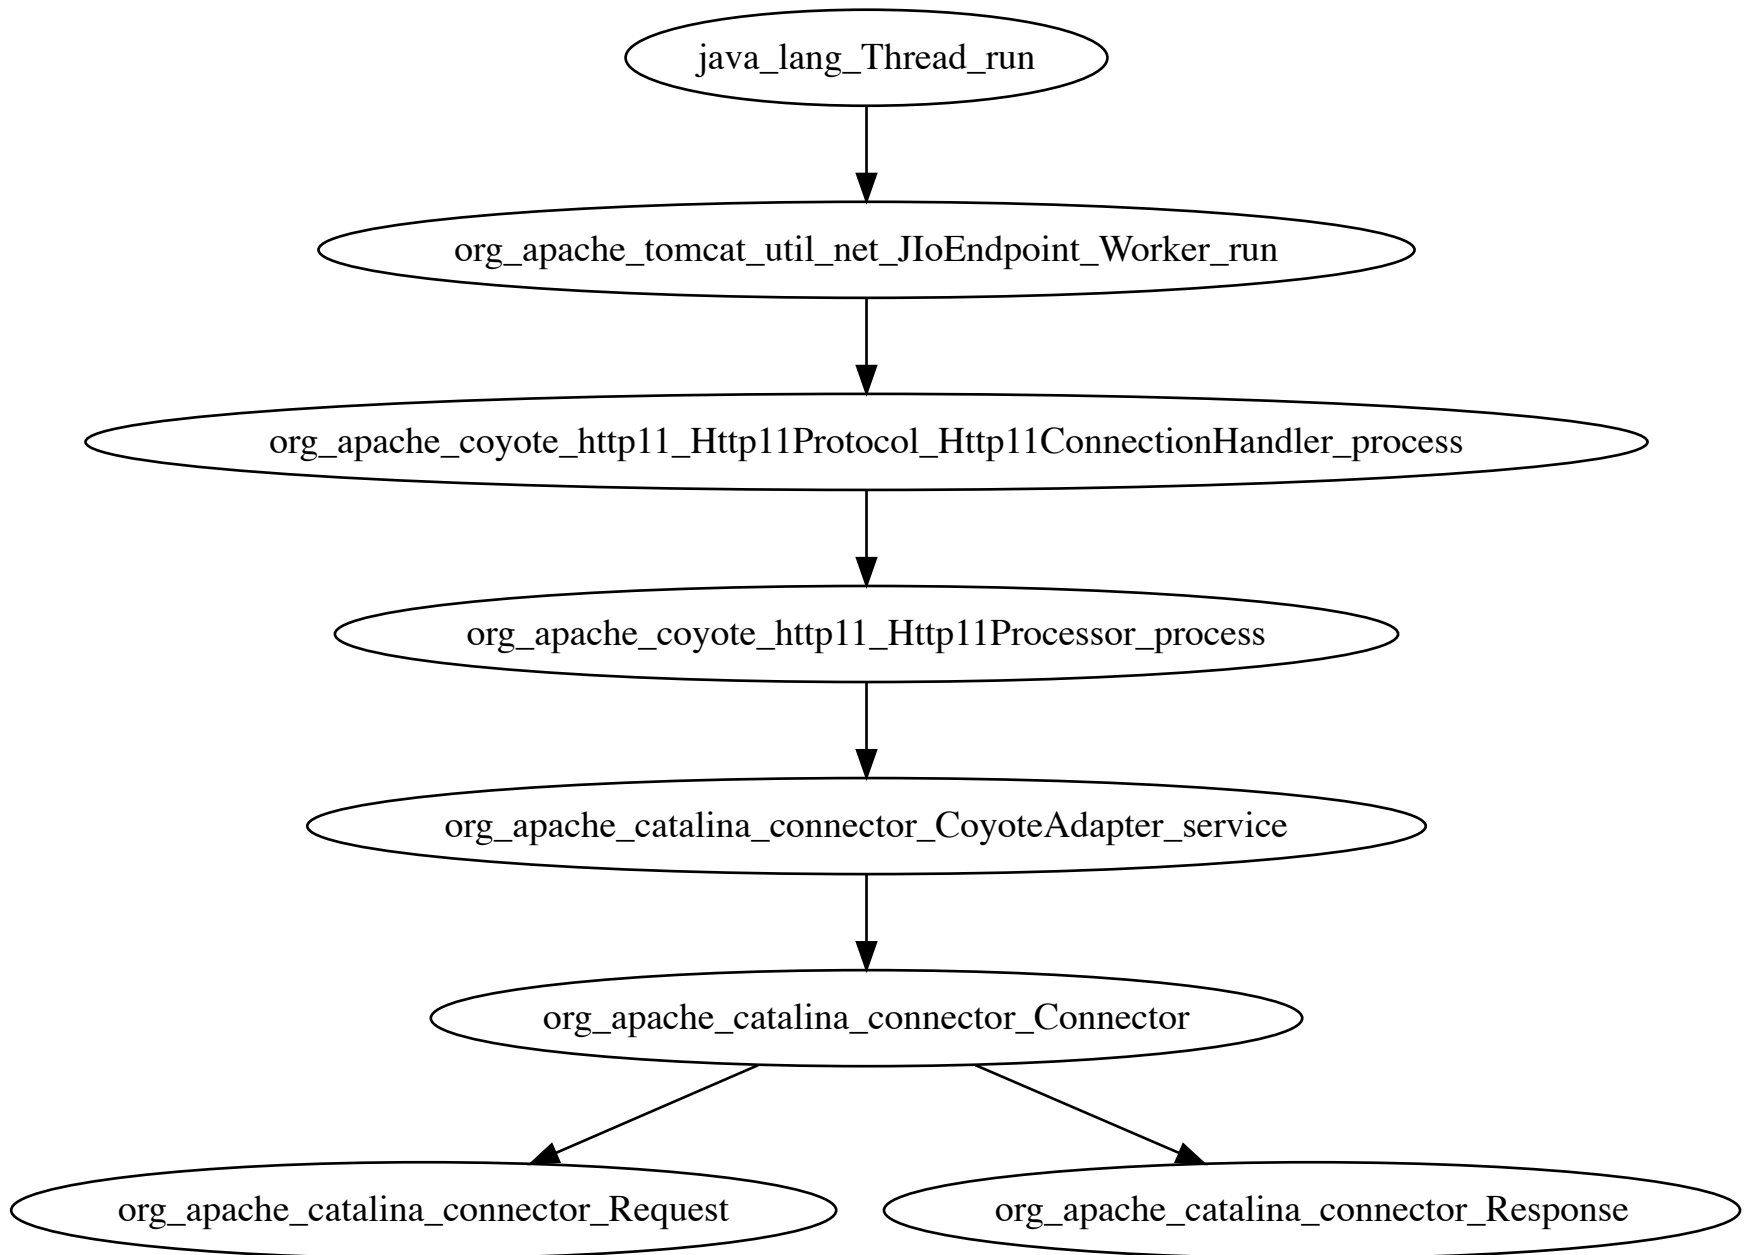 java_lang_Thread_run
org_apache_tomcat_util_net_JIoEndpoint_Worker_run
org_apache_coyote_http11_Http11Protocol_Http11ConnectionHandler_process
org_apache_coyote_http11_Http11Processor_process
org_apache_catalina_connector_CoyoteAdapter_service
org_apache_catalina_connector_Connector
org_apache_catalina_connector_Request
org_apache_catalina_connector_Response